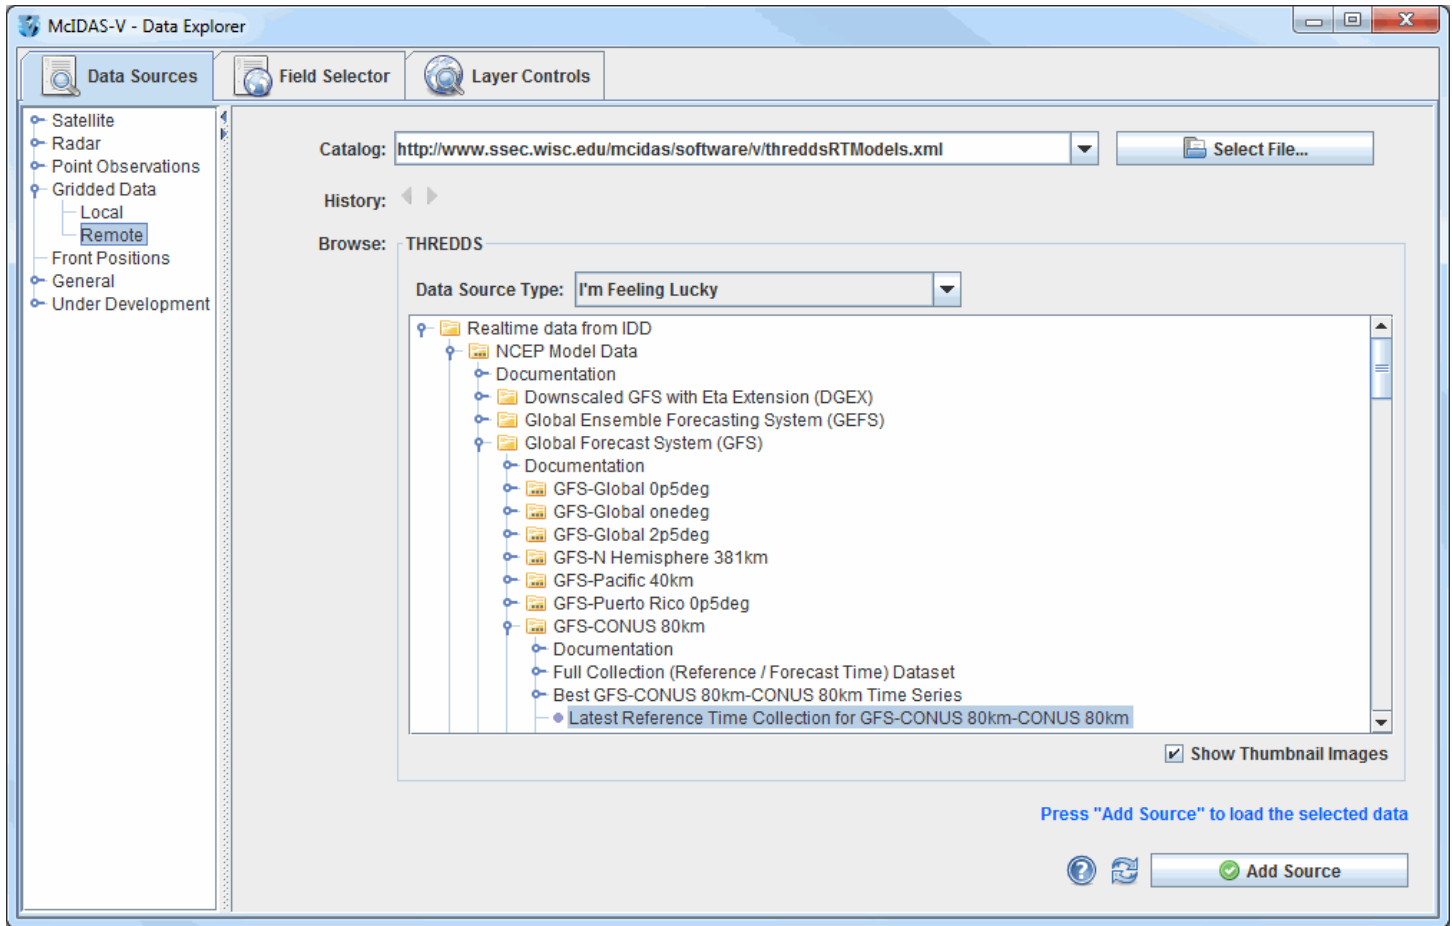 McIDAS-V - Data Explorer
Data Sources
Field Selector
Layer Controls
Satellite
Radar
Point Observations
Gridded Data
Local
Remote
Front Positions
General
Under Development
Catalog: http://www.ssec.wisc.edu/mcidas/software/v/threddsRTModels.xml Select File...
History:
Browse: THREDDS
Data Source Type: I'm Feeling Lucky
Realtime data from IDD
NCEP Model Data
Documentation
Downscaled GFS with Eta Extension (DGEX)
Global Ensemble Forecasting System (GEFS)
Global Forecast System (GFS)
Documentation
GFS-Global 0p5deg
GFS-Global onedeg
GFS-Global 2p5deg
GFS-N Hemisphere 381km
GFS-Pacific 40km
GFS-Puerto Rico 0p5deg
GFS-CONUS 80km
Documentation
Full Collection (Reference / Forecast Time) Dataset
Best GFS-CONUS 80km-CONUS 80km Time Series
Latest Reference Time Collection for GFS-CONUS 80km-CONUS 80km
Show Thumbnail Images
Press "Add Source" to load the selected data
Add Source